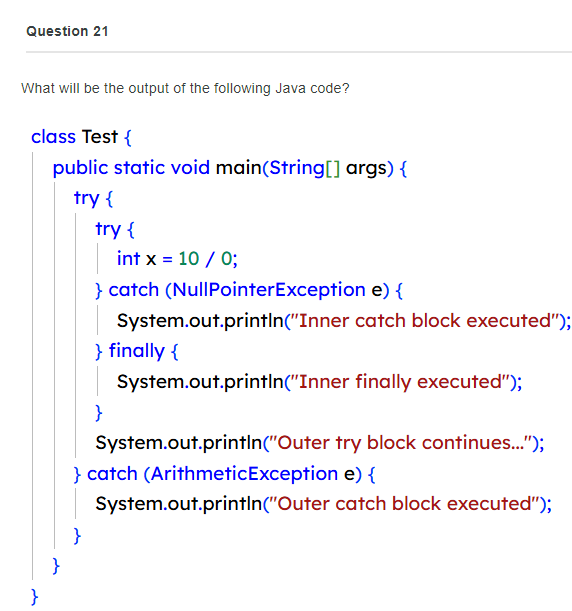 Question 21
What will be the output of the following Java code?
class Test {
public static void main(String[] args) {
try {
try {
int x = 10 / 0;
} catch (NullPointerException e) {
System.out.println("Inner catch block executed");
} finally {
System.out.println("Inner finally executed");
}
System.out.println("Outer try block continues...");
} catch (ArithmeticException e) {
System.out.println("Outer catch block executed");
}
}
}